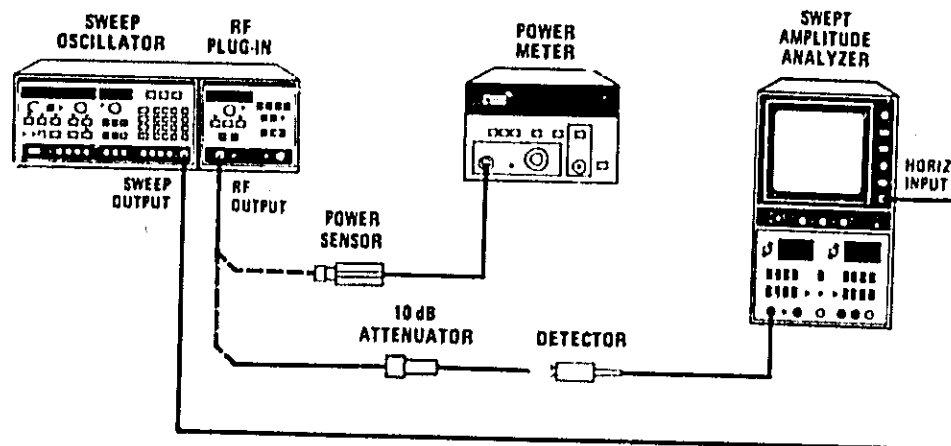 SWEEP
OSCILLATOR
RF
PLUG-IN
POWER
METER
SWEPT
AMPLITUDE
ANALYZER
SWEEP
OUTPUT
RF
OUTPUT
HORIZ
INPUT
POWER
SENSOR
10 dB
ATTENUATOR
DETECTOR